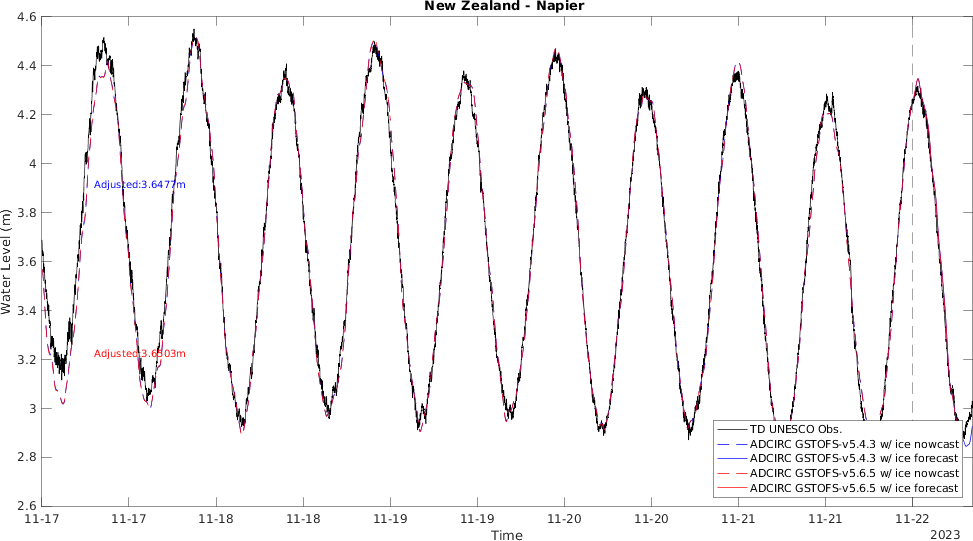 New Zealand - Napier
4.6
4.4
4.2
4
3.8
3.6
3.4
3.2
3
2.8
2.6
Water Level (m)
Adjusted:3.6477m
Adjusted:3.6503m
TD UNESCO Obs.
ADCIRC GSTOFS-v5.4.3 w/ ice nowcast
ADCIRC GSTOFS-v5.4.3 w/ ice forecast
ADCIRC GSTOFS-v5.6.5 w/ ice nowcast
ADCIRC GSTOFS-v5.6.5 w/ ice forecast
11-17 11-17 11-18 11-18 11-19 11-19 11-20 11-20 11-21 11-21 11-22
Time
2023